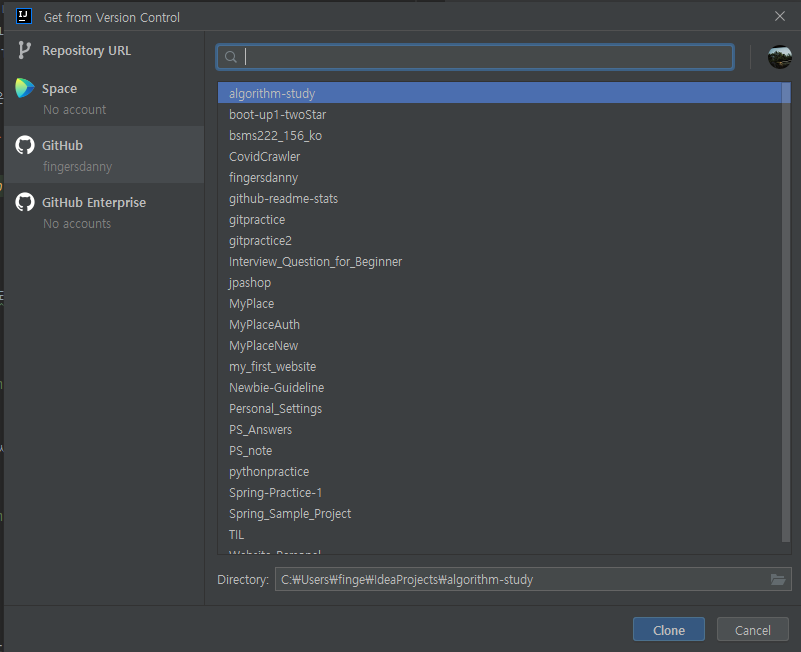 IJ
Get from Version Control
Repository URL
Space
No account
GitHub
fingersdanny
GitHub Enterprise
No accounts
algorithm-study
boot-up1-twoStar
bsms222_156_ko
CovidCrawler
fingersdanny
github-readme-stats
gitpractice
gitpractice2
Interview_Question_for_Beginner
jpashop
MyPlace
MyPlaceAuth
MyPlaceNew
my_first_website
Newbie-Guideline
Personal_Settings
PS_Answers
PS_note
pythonpractice
Spring-Practice-1
Spring_Sample_Project
TIL
Directory: C:₩Users₩finge₩IdeaProjects₩algorithm-study
Clone Cancel